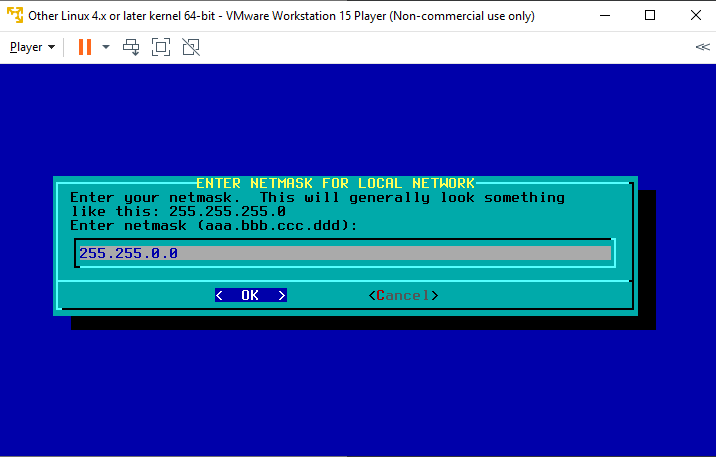 Other Linux 4.x or later kernel 64-bit - VMware Workstation 15 Player (Non-commercial use only)
Player
ENTER NETMASK FOR LOCAL NETWORK
Enter your netmask.  This will generally look something
like this: 255.255.255.0
Enter netmask (aaa.bbb.ccc.ddd):
255.255.0.0
<  OK  > <Cancel>